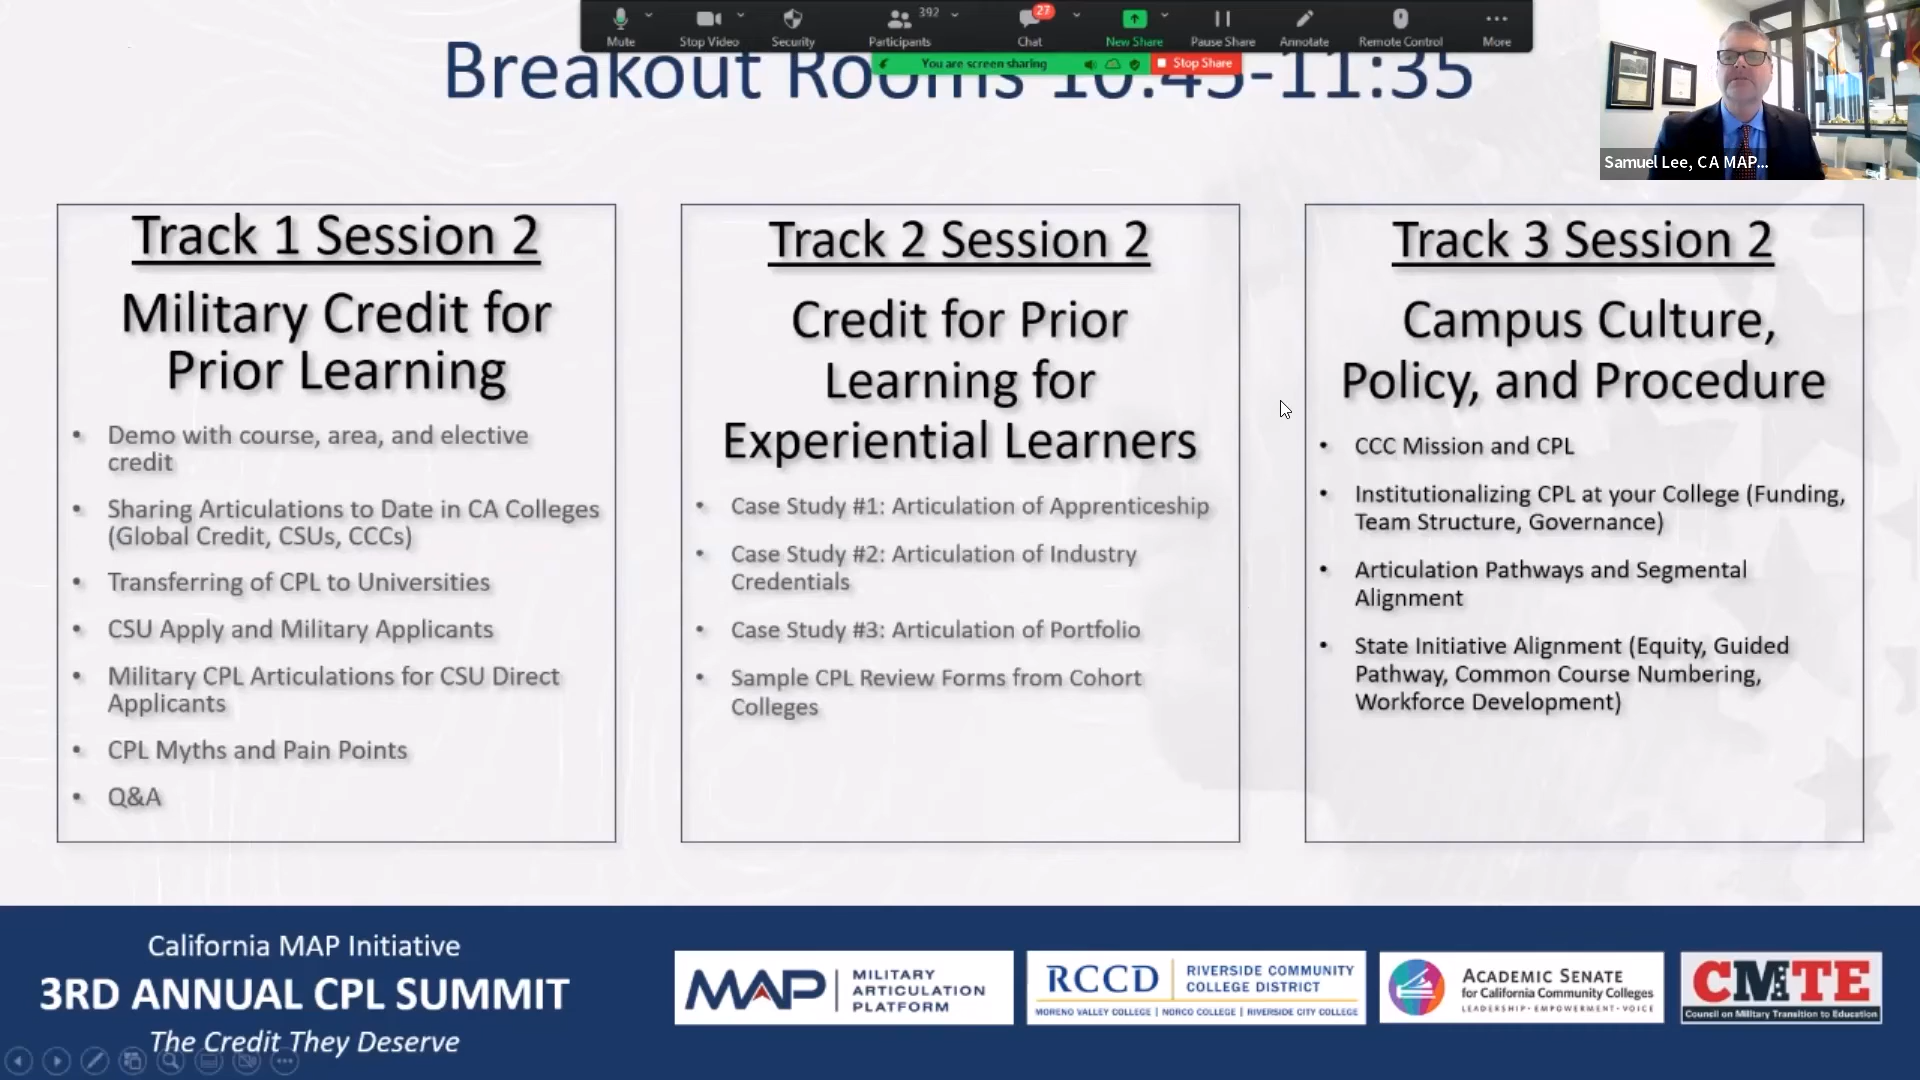 Mute
Stop Video
Security
392
Participants
27
Chat
New Share
Pause Share
Annotate
Remote Control
More
You are screen sharing
Stop Share
Breakout Rooms 10:45-11:35
Samuel Lee, CA MAP...
Track 1 Session 2
Military Credit for
Prior Learning
• Demo with course, area, and elective
credit
• Sharing Articulations to Date in CA Colleges
(Global Credit, CSUs, CCCs)
• Transferring of CPL to Universities
• CSU Apply and Military Applicants
• Military CPL Articulations for CSU Direct
Applicants
• CPL Myths and Pain Points
• Q&A
Track 2 Session 2
Credit for Prior
Learning for
Experiential Learners
• Case Study #1: Articulation of Apprenticeship
• Case Study #2: Articulation of Industry
Credentials
• Case Study #3: Articulation of Portfolio
• Sample CPL Review Forms from Cohort
Colleges
Track 3 Session 2
Campus Culture,
Policy, and Procedure
• CCC Mission and CPL
• Institutionalizing CPL at your College (Funding,
Team Structure, Governance)
• Articulation Pathways and Segmental
Alignment
• State Initiative Alignment (Equity, Guided
Pathway, Common Course Numbering,
Workforce Development)
California MAP Initiative
3RD ANNUAL CPL SUMMIT
The Credit They Deserve
MAP
MILITARY
ARTICULATION
PLATFORM
RCCD
RIVERSIDE COMMUNITY
COLLEGE DISTRICT
MORENO VALLEY COLLEGE | NORCO COLLEGE | RIVERSIDE CITY COLLEGE
ACADEMIC SENATE
for California Community Colleges
LEADERSHIP • EMPOWERMENT • VOICE
CMTE
Council on Military Transition to Education